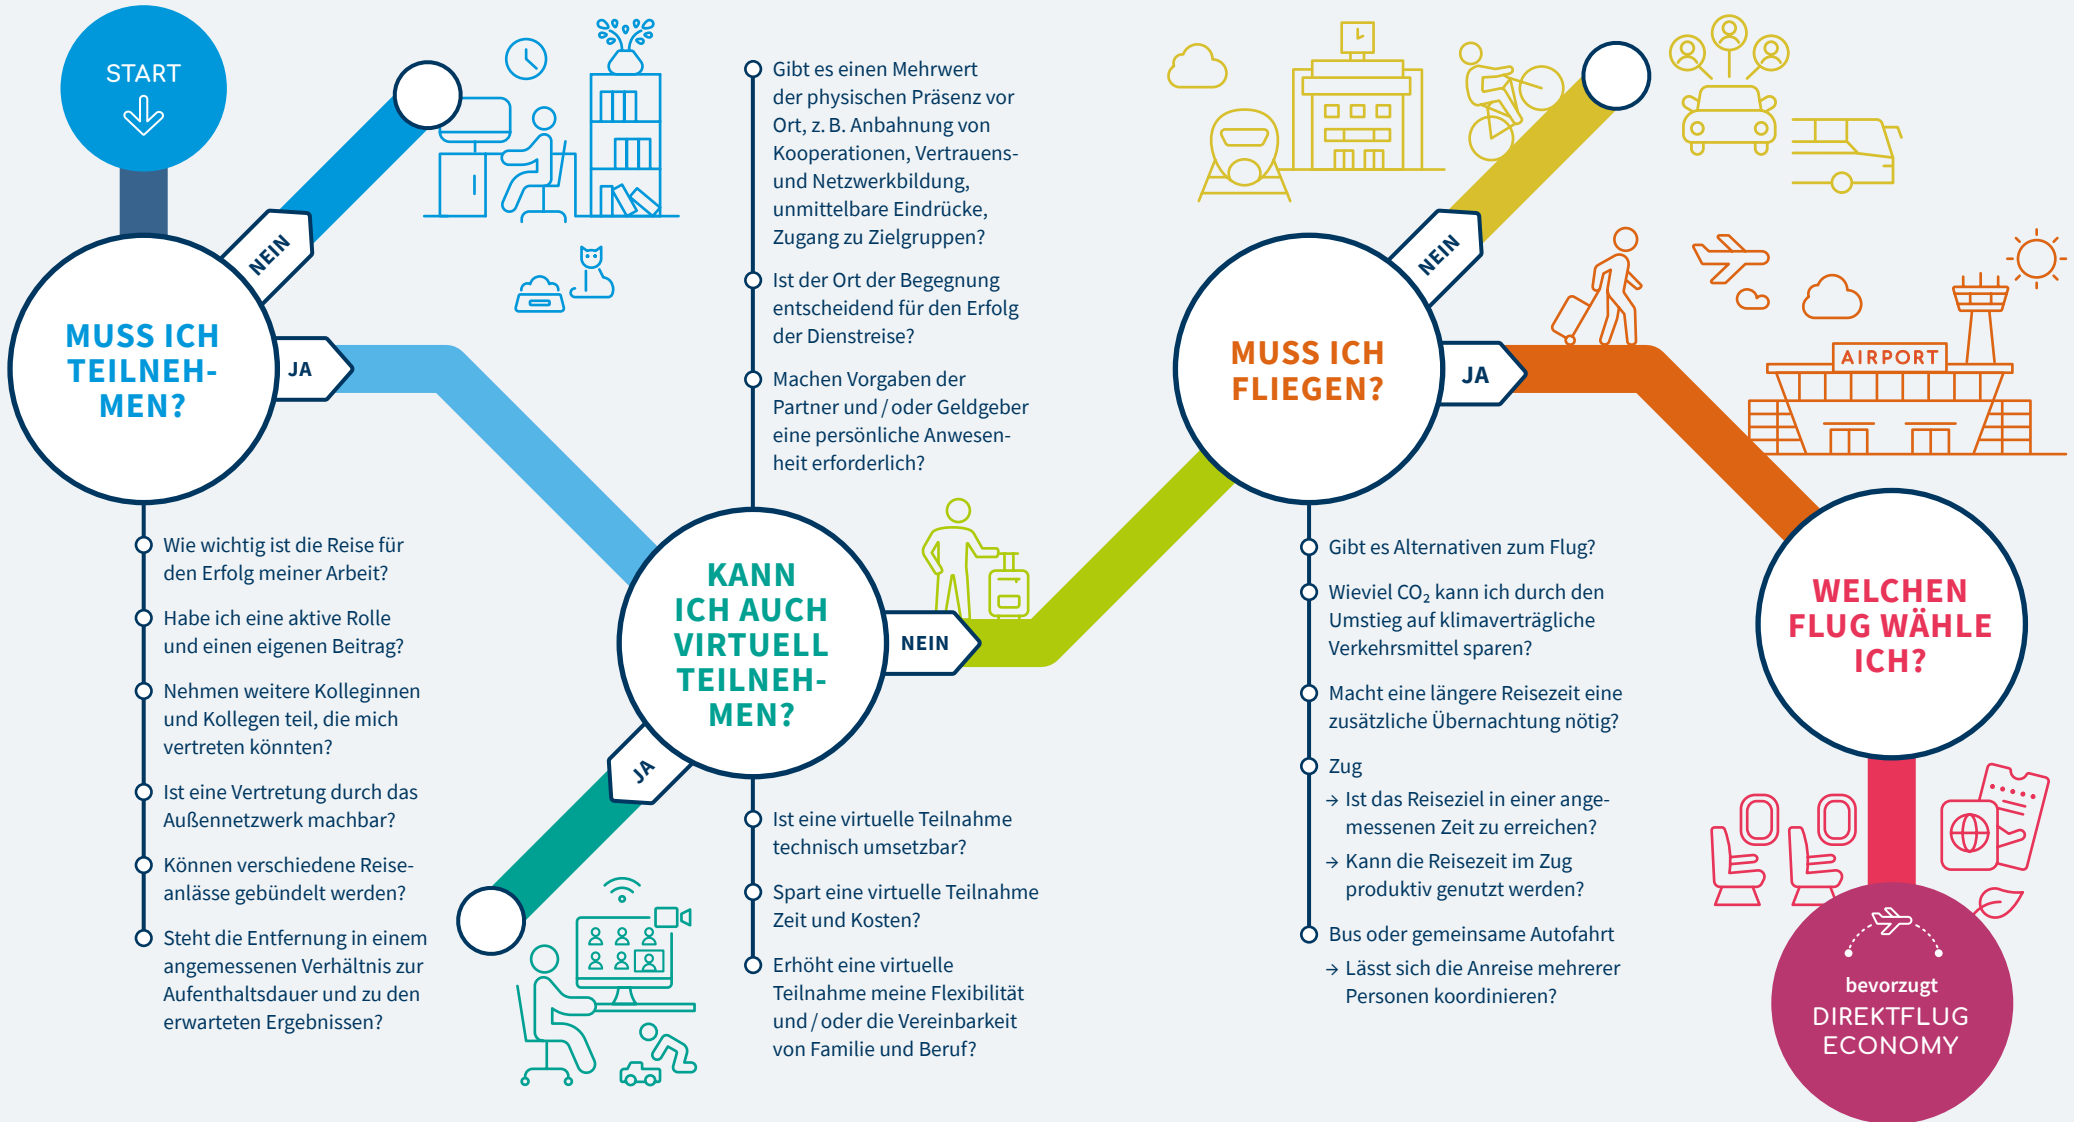 START
NEIN
MUSS ICH
TEILNEH-
MEN?
JA
Wie wichtig ist die Reise für
den Erfolg meiner Arbeit?
Habe ich eine aktive Rolle
und einen eigenen Beitrag?
Nehmen weitere Kolleginnen
und Kollegen teil, die mich
vertreten könnten?
Ist eine Vertretung durch das
Außennetzwerk machbar?
Können verschiedene Reise-
anlässe gebündelt werden?
Steht die Entfernung in einem
angemessenen Verhältnis zur
Aufenthaltsdauer und zu den
erwarteten Ergebnissen?
Gibt es einen Mehrwert
der physischen Präsenz vor
Ort, z. B. Anbahnung von
Kooperationen, Vertrauens-
und Netzwerkbildung,
unmittelbare Eindrücke,
Zugang zu Zielgruppen?
Ist der Ort der Begegnung
entscheidend für den Erfolg
der Dienstreise?
Machen Vorgaben der
Partner und / oder Geldgeber
eine persönliche Anwesen-
heit erforderlich?
KANN
ICH AUCH
VIRTUELL
TEILNEH-
MEN?
NEIN
JA
Ist eine virtuelle Teilnahme
technisch umsetzbar?
Spart eine virtuelle Teilnahme
Zeit und Kosten?
Erhöht eine virtuelle
Teilnahme meine Flexibilität
und / oder die Vereinbarkeit
von Familie und Beruf?
NEIN
MUSS ICH
FLIEGEN?
JA
AIRPORT
Gibt es Alternativen zum Flug?
Wieviel CO₂ kann ich durch den
Umstieg auf klimaverträgliche
Verkehrsmittel sparen?
Macht eine längere Reisezeit eine
zusätzliche Übernachtung nötig?
Zug
→ Ist das Reiseziel in einer ange-
messenen Zeit zu erreichen?
→ Kann die Reisezeit im Zug
produktiv genutzt werden?
Bus oder gemeinsame Autofahrt
→ Lässt sich die Anreise mehrerer
Personen koordinieren?
WELCHEN
FLUG WÄHLE
ICH?
bevorzugt
DIREKTFLUG
ECONOMY